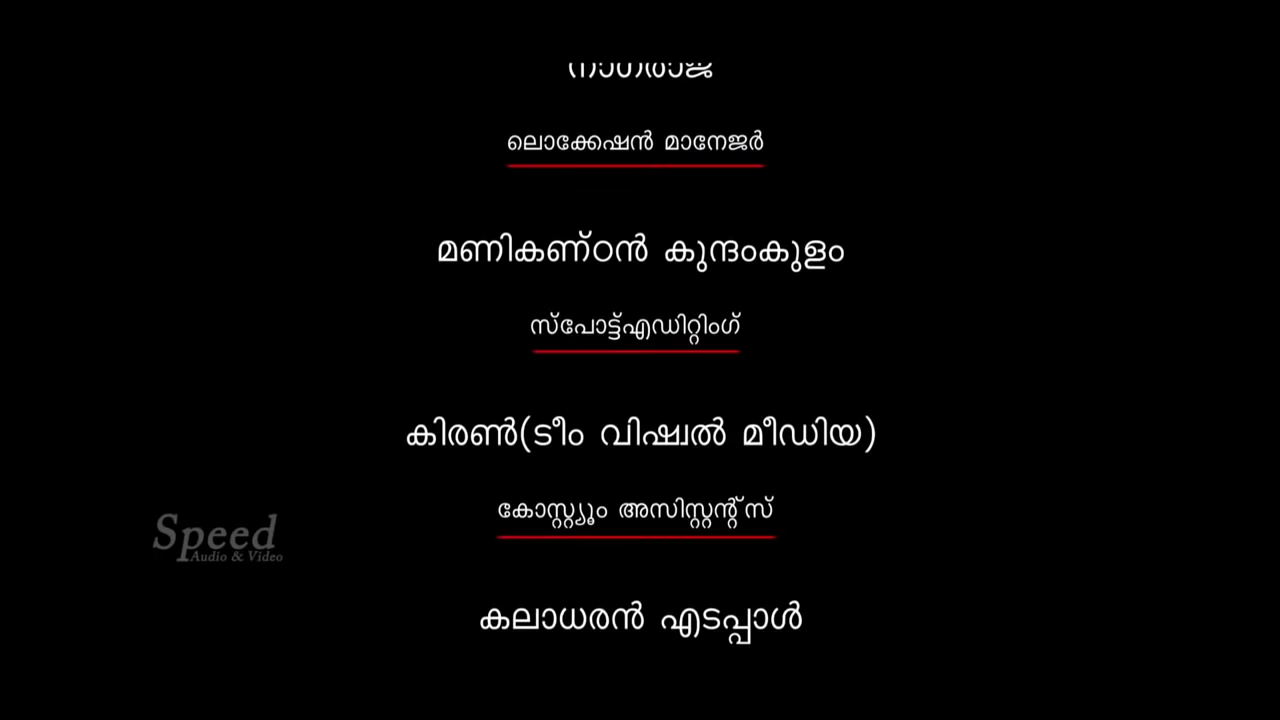 ലൊക്കേഷൻ മാനേജർ
മണികണ്ഠൻ കുന്ദംകുളം
സ്പോട്ട്എഡിറ്റിംഗ്
കിരൺ(ടീം വിഷ്വൽ മീഡിയ)
കോസ്റ്റ്യൂം അസിസ്റ്റന്റ്സ്
Speed
Audio & Video
കലാധരൻ എടപ്പാൾ